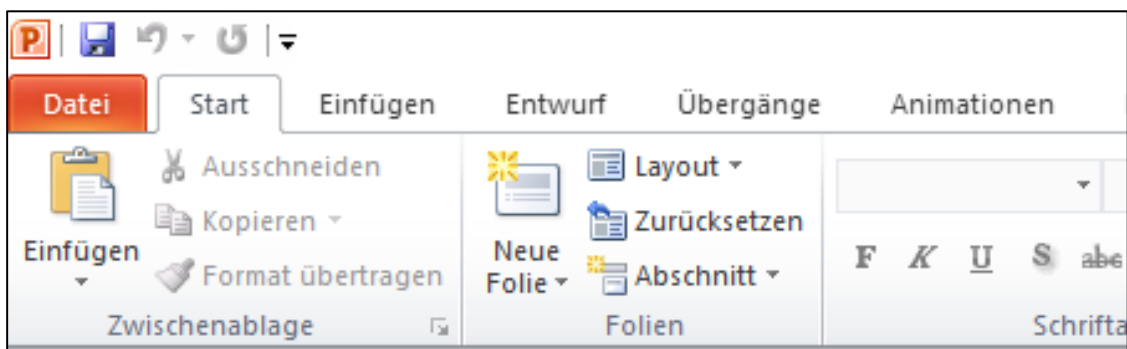 Datei Start Einfügen Entwurf Übergänge Animationen
Ausschneiden
Kopieren
Format übertragen
Einfügen
Zwischenablage
Neue
Folie
Layout
Zurücksetzen
Abschnitt
Folien
F K U S abc
Schrifta